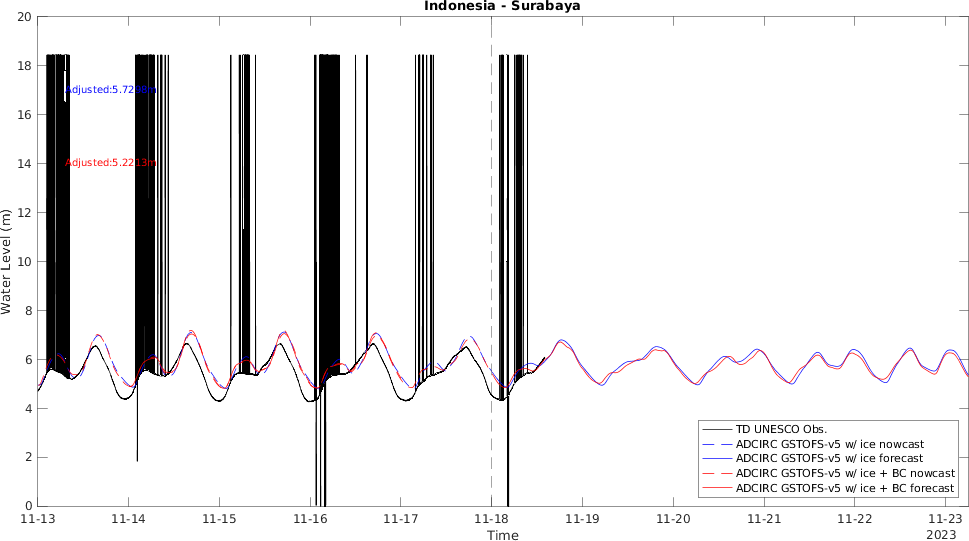 Indonesia - Surabaya
20
18
16
14
12
10
8
6
4
2
0
Water Level (m)
Adjusted:5.72
Adjusted:5.2213m
TD UNESCO Obs.
ADCIRC GSTOFS-v5 w/ ice nowcast
ADCIRC GSTOFS-v5 w/ ice forecast
ADCIRC GSTOFS-v5 w/ ice + BC nowcast
ADCIRC GSTOFS-v5 w/ ice + BC forecast
11-13
11-14
11-15
11-16
11-17
11-18
11-19
11-20
11-21
11-22
11-23
Time
2023